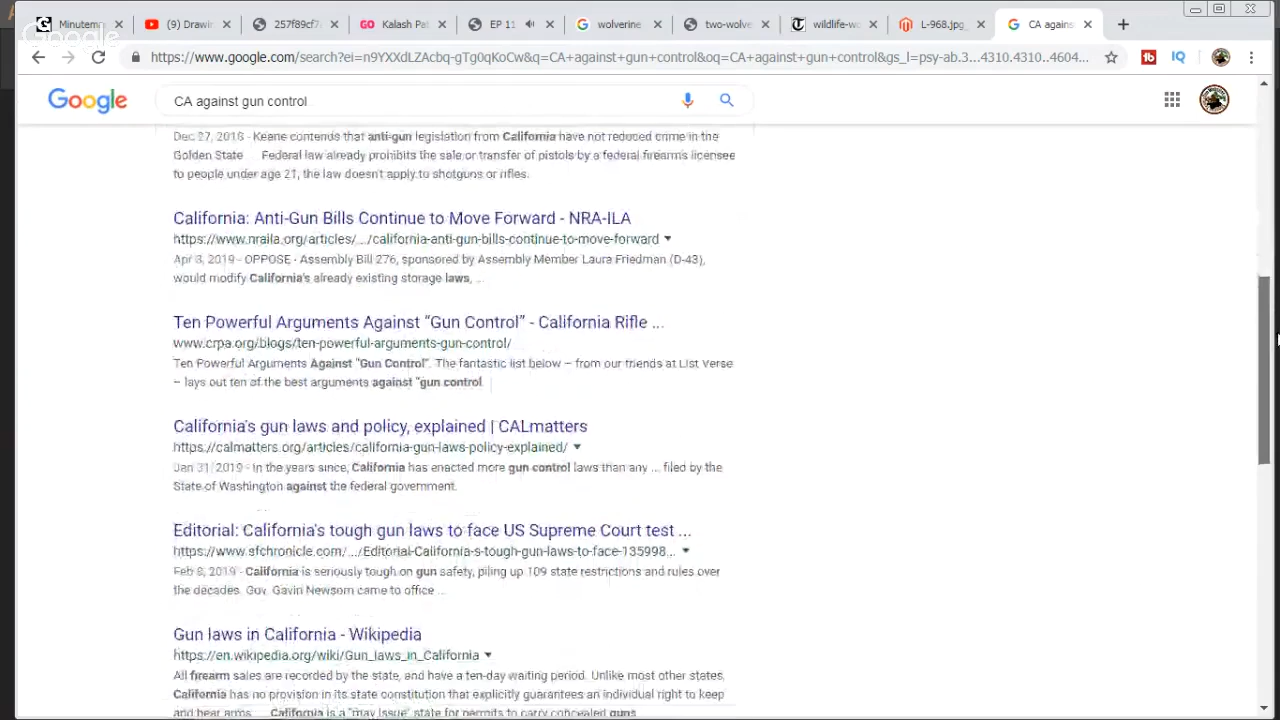 Minutem
(9) Drawin
257f89cf7
Kalash Pat
EP 11
wolverine
two-wolve
wildlife-wo
L-968.jpg_
CA agains
Google
https://www.google.com/search?ei=n9YXXdLZAcbq-gTg0qKoCw&q=CA+against+gun+control&oq=CA+against+gun+control&gs_l=psy-ab.3...4310.4310..4604....
Google
CA against gun control
Dec 27, 2018 - Keane contends that anti-gun legislation from California have not reduced crime in the
Golden State Federal law already prohibits the sale or transfer of pistols by a federal firearms licensee
to people under age 21, the law doesn't apply to shotguns or rifles.
California: Anti-Gun Bills Continue to Move Forward - NRA-ILA
https://www.nraila.org/articles/.../california-anti-gun-bills-continue-to-move-forward
Apr 3, 2019 - OPPOSE · Assembly Bill 276, sponsored by Assembly Member Laura Friedman (D-43),
would modify California's already existing storage laws, ...
Ten Powerful Arguments Against "Gun Control" - California Rifle ...
www.crpa.org/blogs/ten-powerful-arguments-gun-control/
Ten Powerful Arguments Against "Gun Control". The fantastic list below – from our friends at List Verse
– lays out ten of the best arguments against "gun control
California's gun laws and policy, explained | CALmatters
https://calmatters.org/articles/california-gun-laws-policy-explained/
Jan 31, 2019 - In the years since, California has enacted more gun control laws than any ... filed by the
State of Washington against the federal government.
Editorial: California's tough gun laws to face US Supreme Court test ...
https://www.sfchronicle.com/.../Editorial-California-s-tough-gun-laws-to-face-135998...
Feb 8, 2019 - California is seriously tough on gun safety, piling up 109 state restrictions and rules over
the decades. Gov. Gavin Newsom came to office ...
Gun laws in California - Wikipedia
https://en.wikipedia.org/wiki/Gun_laws_in_California
All firearm sales are recorded by the state, and have a ten-day waiting period. Unlike most other states,
California has no provision in its state constitution that explicitly guarantees an individual right to keep
and bear arms. ... California is a "may issue" state for permits to carry concealed guns